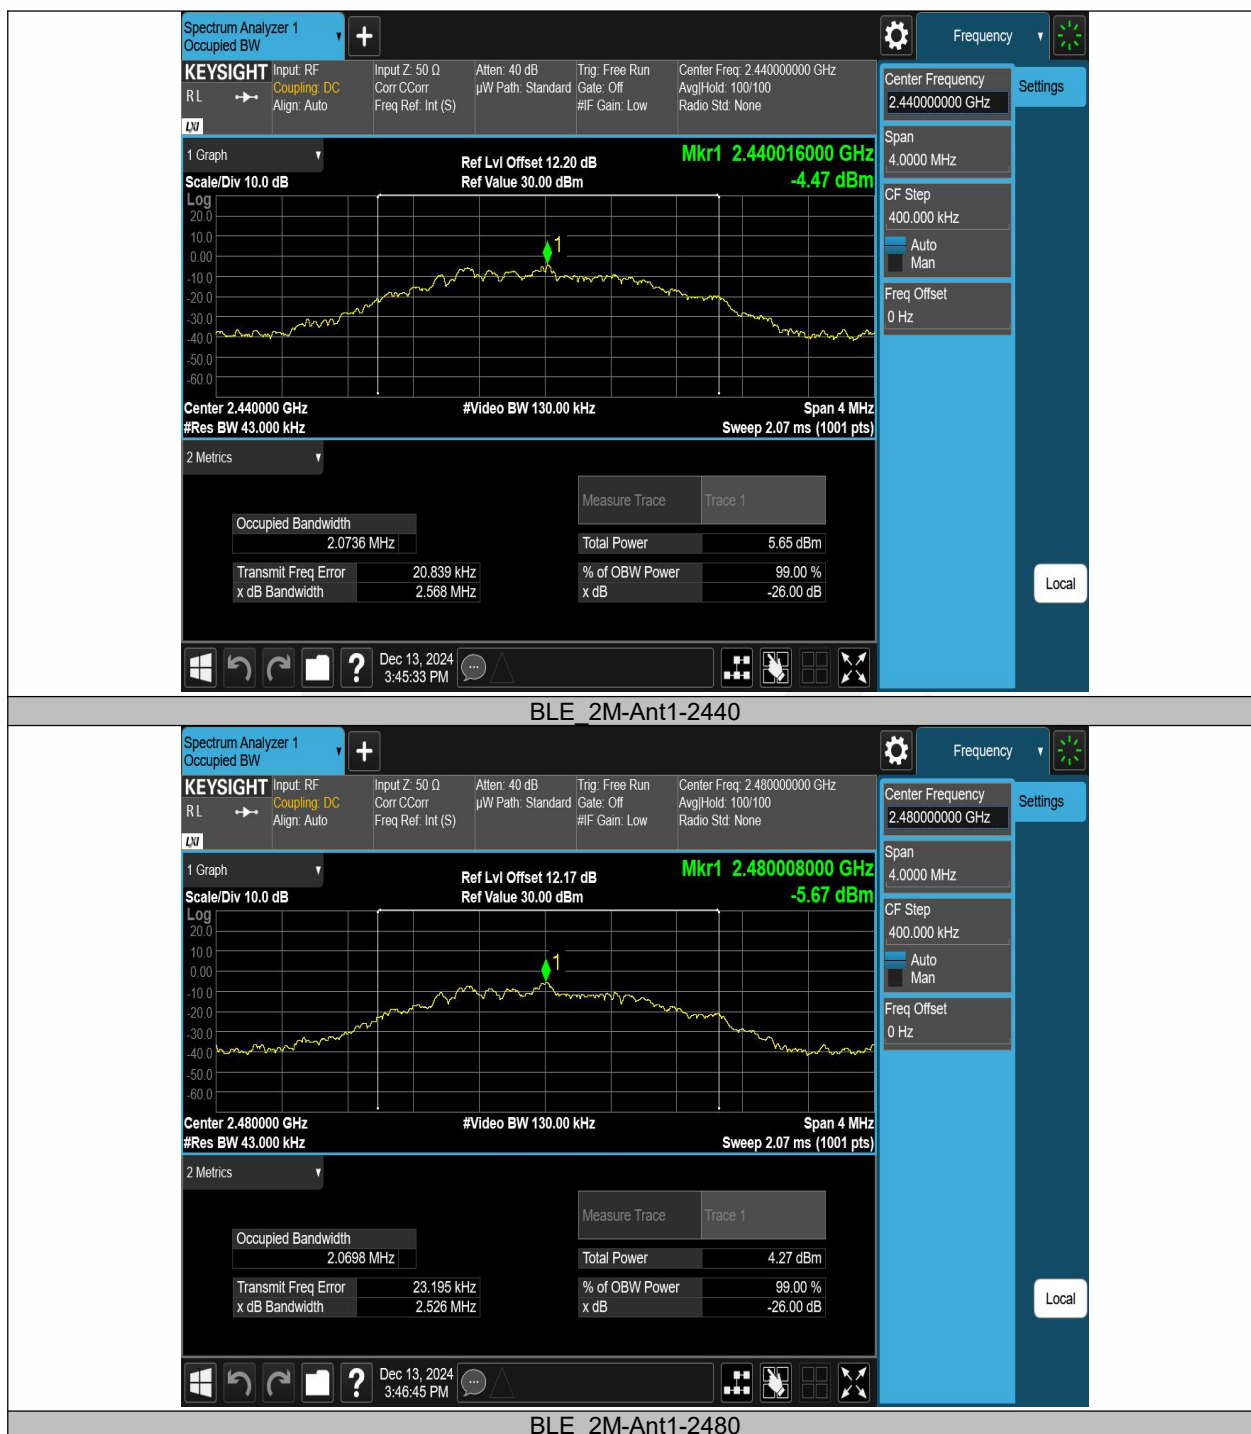 Spectrum Analyzer 1
Occupied BW
Frequency
KEYSIGHT
RL
LXI
Input: RF
Coupling: DC
Align: Auto
Input Z: 50 Ω
Corr CCorr
Freq Ref: Int (S)
Atten: 40 dB
µW Path: Standard
Trig: Free Run
Gate: Off
#IF Gain: Low
Center Freq: 2.440000000 GHz
Avg|Hold: 100/100
Radio Std: None
Center Frequency
2.440000000 GHz
Settings
Span
4.0000 MHz
CF Step
400.000 kHz
Auto
Man
Freq Offset
0 Hz
Local
1 Graph
Scale/Div 10.0 dB
Ref Lvl Offset 12.20 dB
Ref Value 30.00 dBm
Mkr1 2.440016000 GHz
-4.47 dBm
Log
20.0
10.0
0.00
-10.0
-20.0
-30.0
-40.0
-50.0
-60.0
1
Center 2.440000 GHz
#Res BW 43.000 kHz
#Video BW 130.00 kHz
Span 4 MHz
Sweep 2.07 ms (1001 pts)
2 Metrics
Measure Trace
Trace 1
Occupied Bandwidth
2.0736 MHz
Total Power 5.65 dBm
Transmit Freq Error 20.839 kHz
% of OBW Power 99.00 %
x dB Bandwidth 2.568 MHz
x dB -26.00 dB
?
Dec 13, 2024
3:45:33 PM
BLE_2M-Ant1-2440
Spectrum Analyzer 1
Occupied BW
Frequency
KEYSIGHT
RL
LXI
Input: RF
Coupling: DC
Align: Auto
Input Z: 50 Ω
Corr CCorr
Freq Ref: Int (S)
Atten: 40 dB
µW Path: Standard
Trig: Free Run
Gate: Off
#IF Gain: Low
Center Freq: 2.480000000 GHz
Avg|Hold: 100/100
Radio Std: None
Center Frequency
2.480000000 GHz
Settings
Span
4.0000 MHz
CF Step
400.000 kHz
Auto
Man
Freq Offset
0 Hz
Local
1 Graph
Scale/Div 10.0 dB
Ref Lvl Offset 12.17 dB
Ref Value 30.00 dBm
Mkr1 2.480008000 GHz
-5.67 dBm
Log
20.0
10.0
0.00
-10.0
-20.0
-30.0
-40.0
-50.0
-60.0
1
Center 2.480000 GHz
#Res BW 43.000 kHz
#Video BW 130.00 kHz
Span 4 MHz
Sweep 2.07 ms (1001 pts)
2 Metrics
Measure Trace
Trace 1
Occupied Bandwidth
2.0698 MHz
Total Power 4.27 dBm
Transmit Freq Error 23.195 kHz
% of OBW Power 99.00 %
x dB Bandwidth 2.526 MHz
x dB -26.00 dB
?
Dec 13, 2024
3:46:45 PM
BLE_2M-Ant1-2480